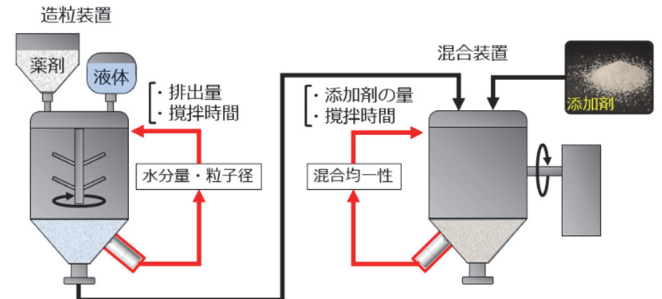 造粒装置
薬剤
液体
・排出量
・撹拌時間
水分量・粒子径
混合装置
添加剤
・添加剤の量
・撹拌時間
混合均一性